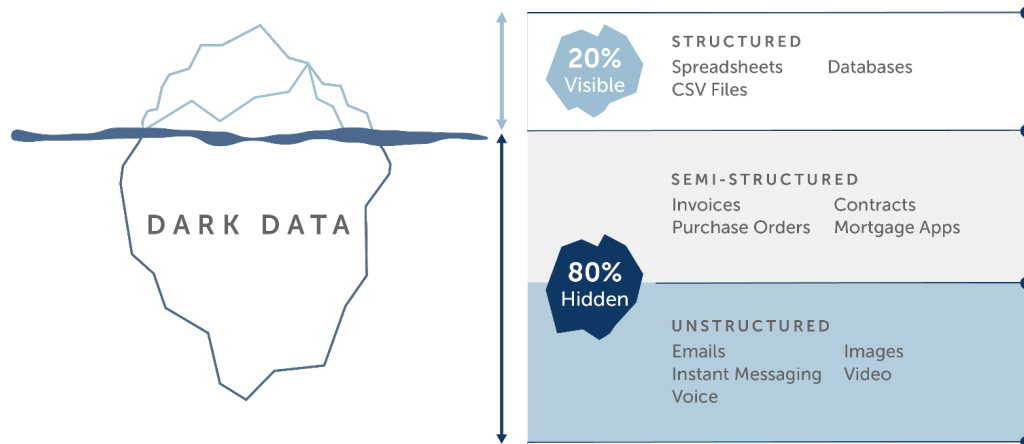 DARK DATA
20%
Visible
STRUCTURED
Spreadsheets Databases
CSV Files
80%
Hidden
SEMI-STRUCTURED
Invoices Contracts
Purchase Orders Mortgage Apps
UNSTRUCTURED
Emails Images
Instant Messaging Video
Voice